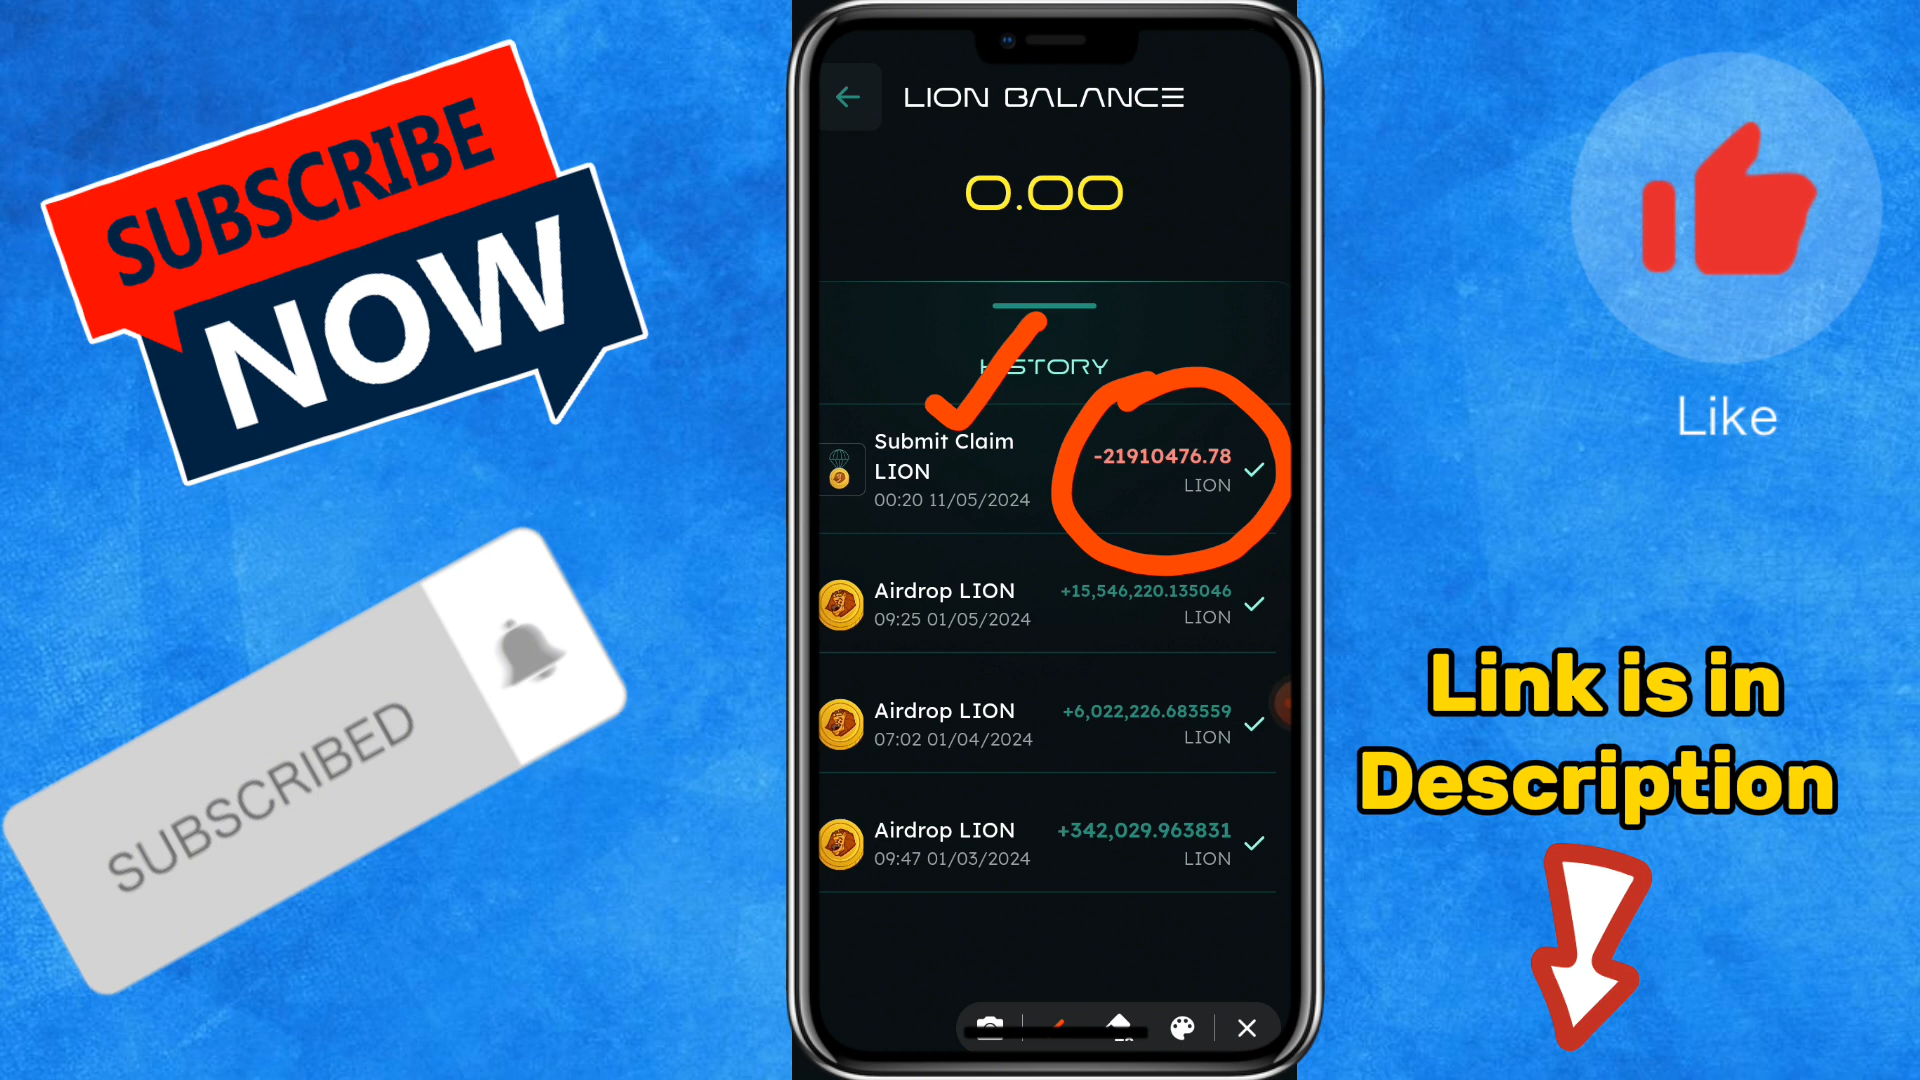 SUBSCRIBE
NOW
SUBSCRIBED
LION BALANCE
0.00
HISTORY
Submit Claim
LION
00:20 11/05/2024
-21910476.78
LION
Airdrop LION
09:25 01/05/2024
+15,546,220.135046
LION
Airdrop LION
07:02 01/04/2024
+6,022,226.683559
LION
Airdrop LION
09:47 01/03/2024
+342,029.963831
LION
Like
Link is in
Description